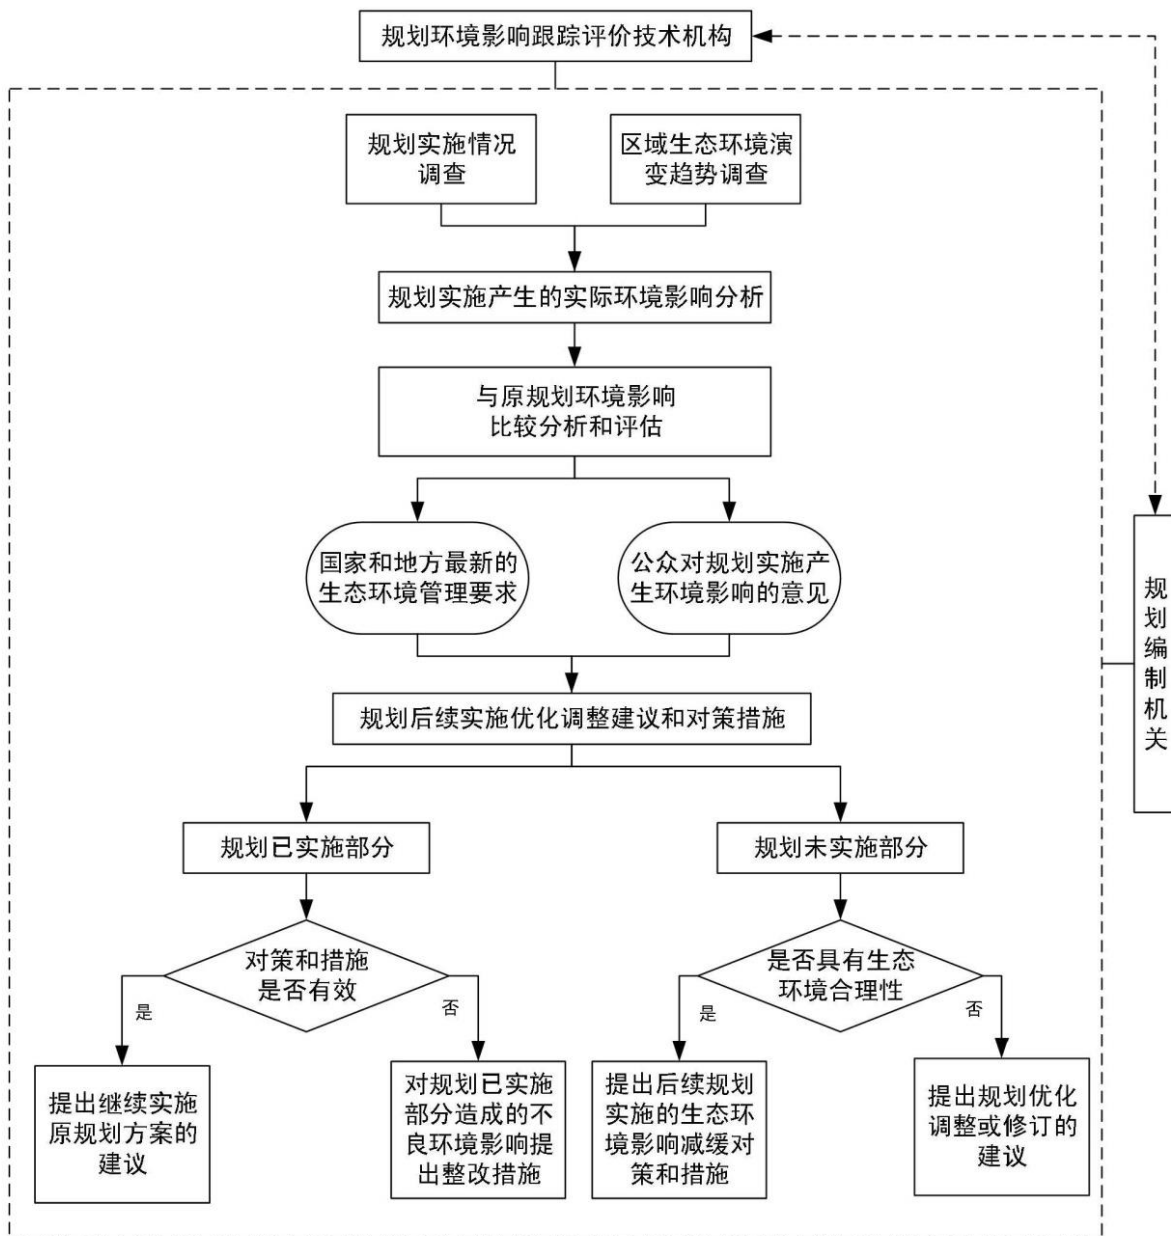 规划环境影响跟踪评价技术机构
规划实施情况
调查
区域生态环境演
变趋势调查
规划实施产生的实际环境影响分析
与原规划环境影响
比较分析和评估
国家和地方最新的
生态环境管理要求
公众对规划实施产
生环境影响的意见
规划编制机关
规划后续实施优化调整建议和对策措施
规划已实施部分
规划未实施部分
对策和措施
是否有效
是否具有生态
环境合理性
是
否
是
否
提出继续实施
原规划方案的
建议
对规划已实施
部分造成的不
良环境影响提
出整改措施
提出后续规划
实施的生态环
境影响减缓对
策和措施
提出规划优化
调整或修订的
建议